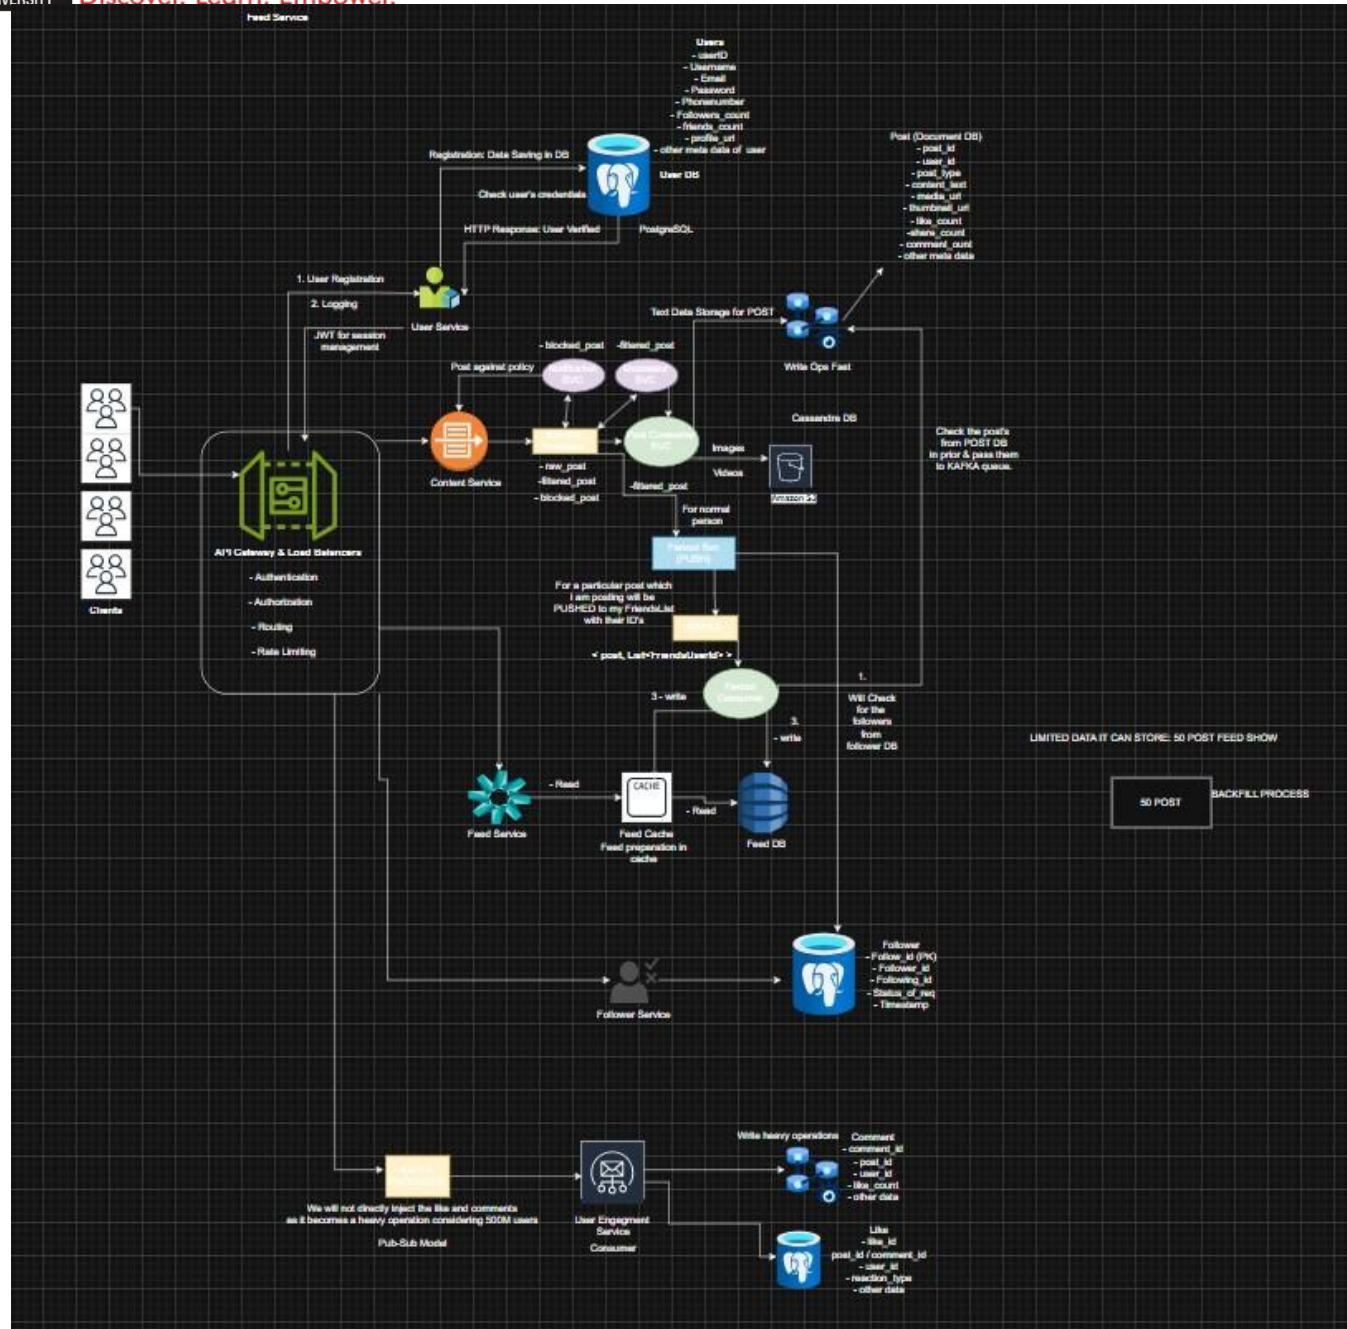 Discover. Learn. Empower.
Feed Service
Users
- userID
- Username
- Email
- Password
- Phonenumber
- Followers_count
- friends_count
- profile_url
- other meta data of user
User DB
PostgreSQL
Registration: Data Saving in DB
Check user's credentials
HTTP Response: User Verified
Post (Document DB)
- post_id
- user_id
- post_type
- content_text
- media_url
- thumbnail_url
- like_count
-share_count
- comment_ount
- other meta data
1. User Registration
2. Logging
JWT for session
management
User Service
Text Data Storage for POST
Write Ops Fast
Cassandra DB
- blocked_post
-filtered_post
Post against policy
SVC
SVC
SVC
Content Service
- raw_post
-filtered_post
- blocked_post
-filtered_post
Images
Videos
Amazon S3
Check the post's
from POST DB
in prior & pass them
to KAFKA queue.
For normal
person
(PUSH)
API Gateway & Load Balancers
- Authentication
- Authorization
- Routing
- Rate Limiting
Clients
For a particular post which
I am posting will be
PUSHED to my FriendsList
with their ID's
< post, List<FriendsUserId> >
Consumer
3 - write
3.
- write
1.
Will Check
for the
followers
from
follower DB
LIMITED DATA IT CAN STORE: 50 POST FEED SHOW
50 POST
BACKFILL PROCESS
- Read
CACHE
- Read
Feed Service
Feed Cache
Feed preparation in
cache
Feed DB
Follower
- Follow_id (PK)
- Follower_id
- Following_id
- Status_of_req
- Timestamp
Follower Service
Write heavy operations
Comment
- comment_id
- post_id
- user_id
- like_count
- other data
We will not directly inject the like and comments
as it becomes a heavy operation considering 500M users
Pub-Sub Model
User Engagment
Service
Consumer
Like
- like_id
post_id / comment_id
- user_id
- reaction_type
- other data